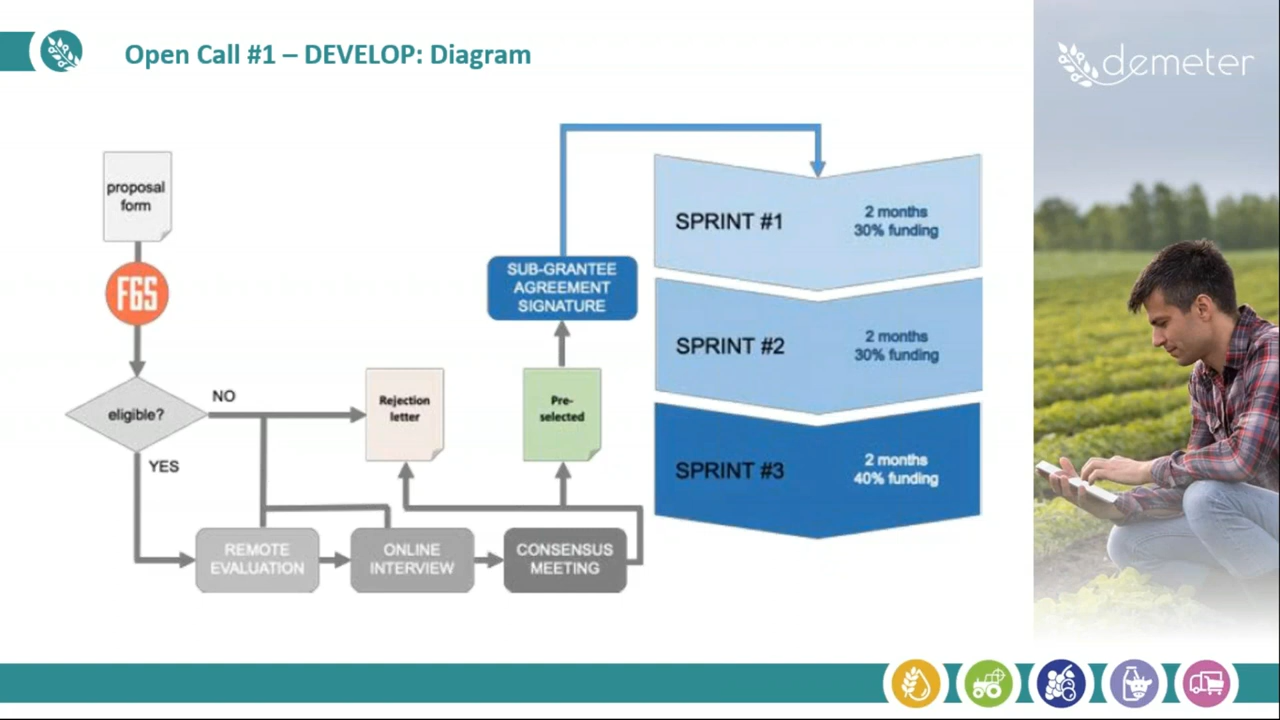 Open Call #1 – DEVELOP: Diagram
demeter
proposal
form
F6S
eligible?
NO
YES
Rejection
letter
Pre-
selected
SUB-GRANTEE
AGREEMENT
SIGNATURE
REMOTE
EVALUATION
ONLINE
INTERVIEW
CONSENSUS
MEETING
SPRINT #1
2 months
30% funding
SPRINT #2
2 months
30% funding
SPRINT #3
2 months
40% funding